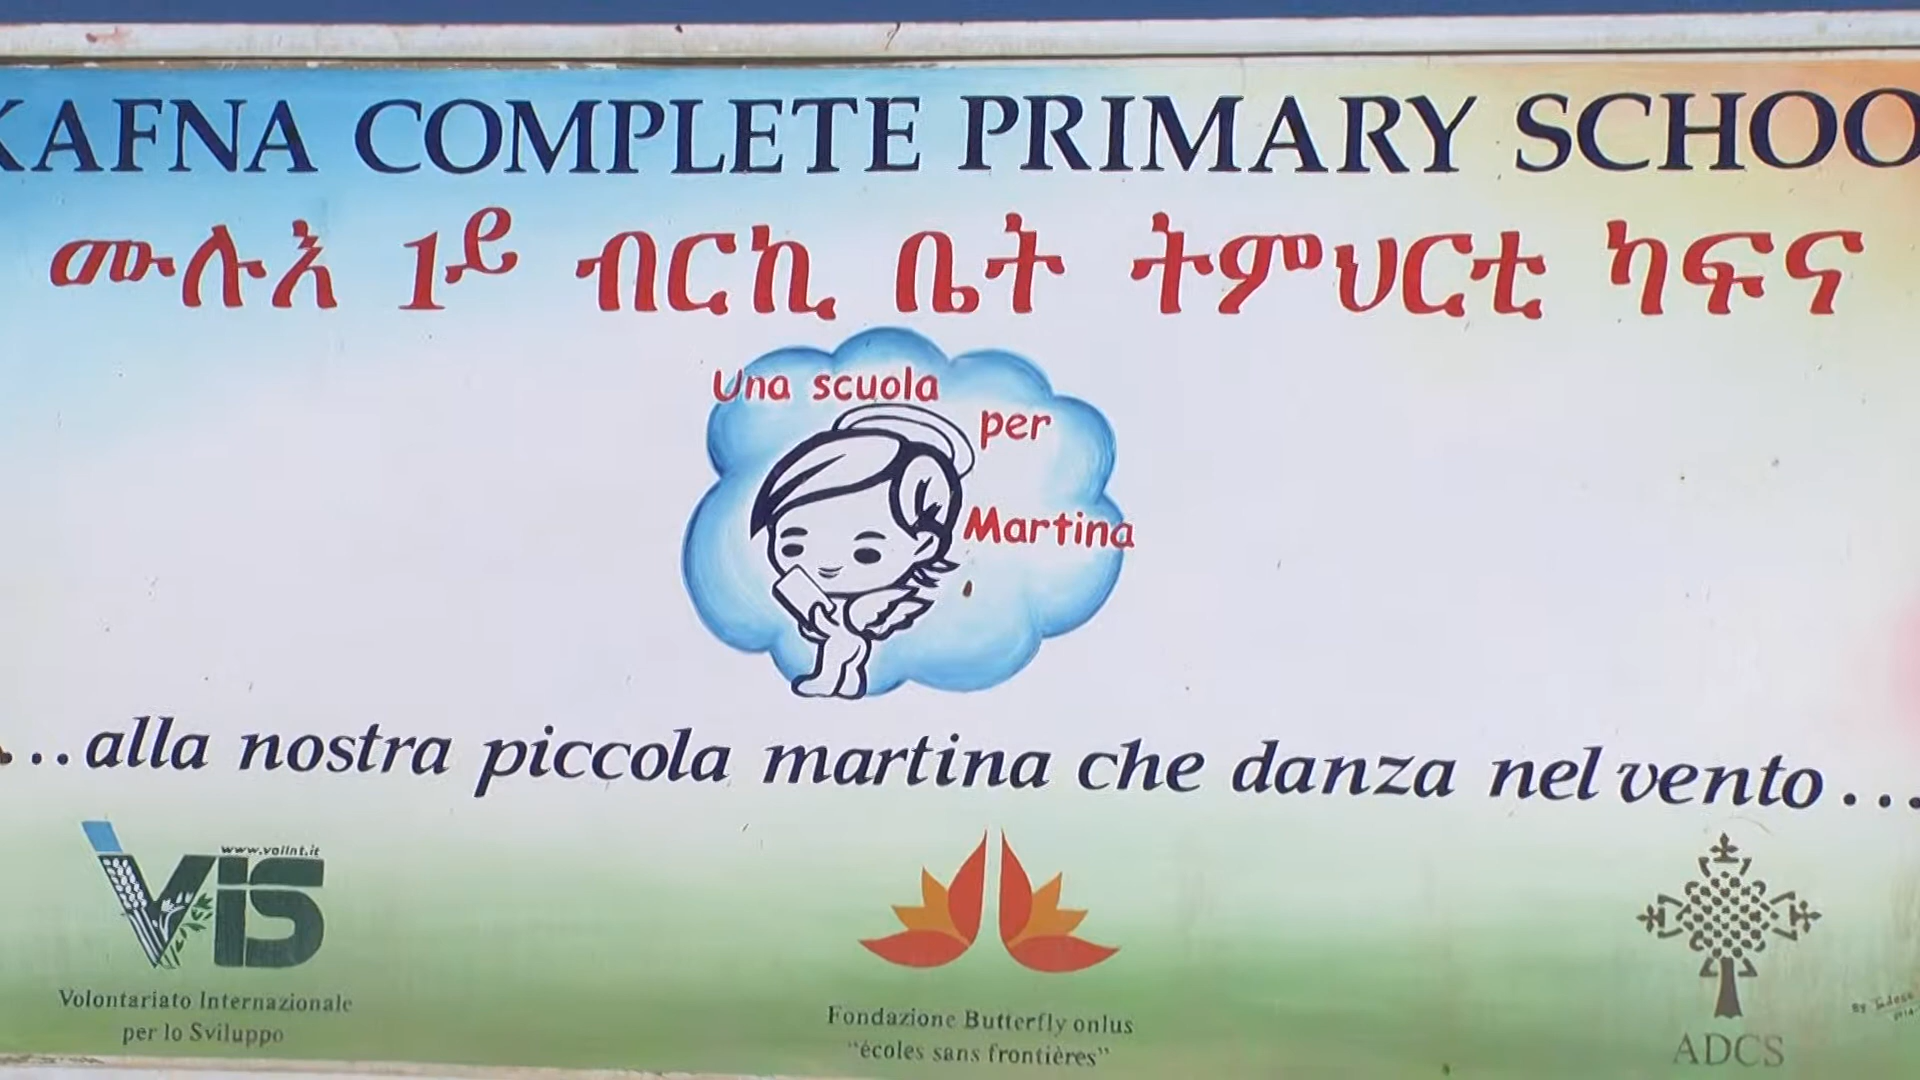 KAFNA COMPLETE PRIMARY SCHOO
ሙሉእ 1ይ ብርኪ ቤት ትምህርቲ ካፍና
Una scuola
per
Martina
...alla nostra piccola martina che danza nel vento...
www.volint.it
VIS
Volontariato Internazionale
per lo Sviluppo
Fondazione Butterfly onlus
"écoles sans frontières"
ADCS
By